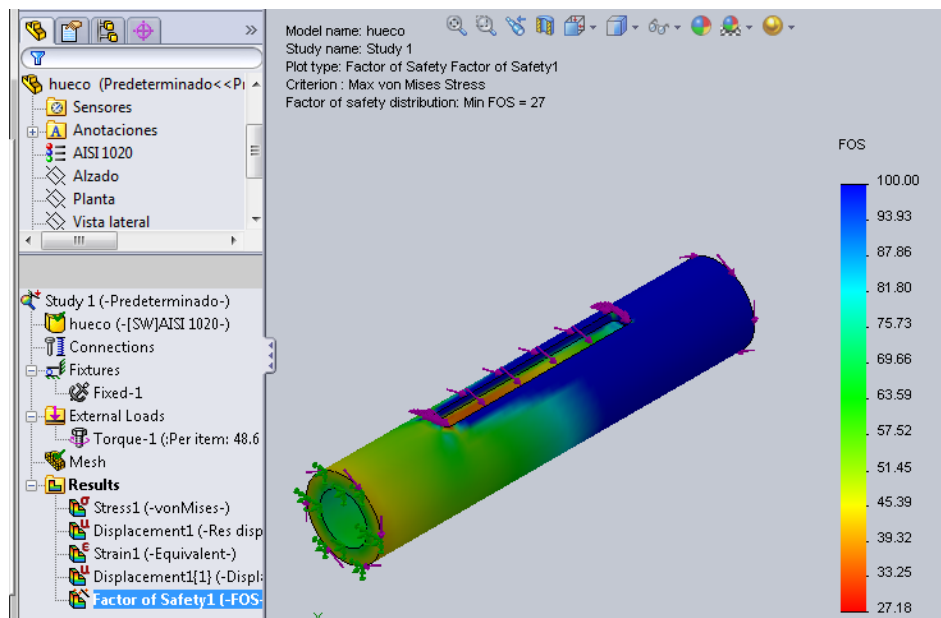 hueco (Predeterminado<<Pr
Sensores
Anotaciones
AISI 1020
Alzado
Planta
Vista lateral
Study 1 (-Predeterminado-)
hueco (-[SW]AISI 1020-)
Connections
Fixtures
Fixed-1
External Loads
Torque-1 (:Per item: 48.6
Mesh
Results
Stress1 (-vonMises-)
Displacement1 (-Res disp
Strain1 (-Equivalent-)
Displacement1{1} (-Displa
Factor of Safety1 (-FOS-
Model name: hueco
Study name: Study 1
Plot type: Factor of Safety Factor of Safety1
Criterion : Max von Mises Stress
Factor of safety distribution: Min FOS = 27
FOS
100.00
93.93
87.86
81.80
75.73
69.66
63.59
57.52
51.45
45.39
39.32
33.25
27.18